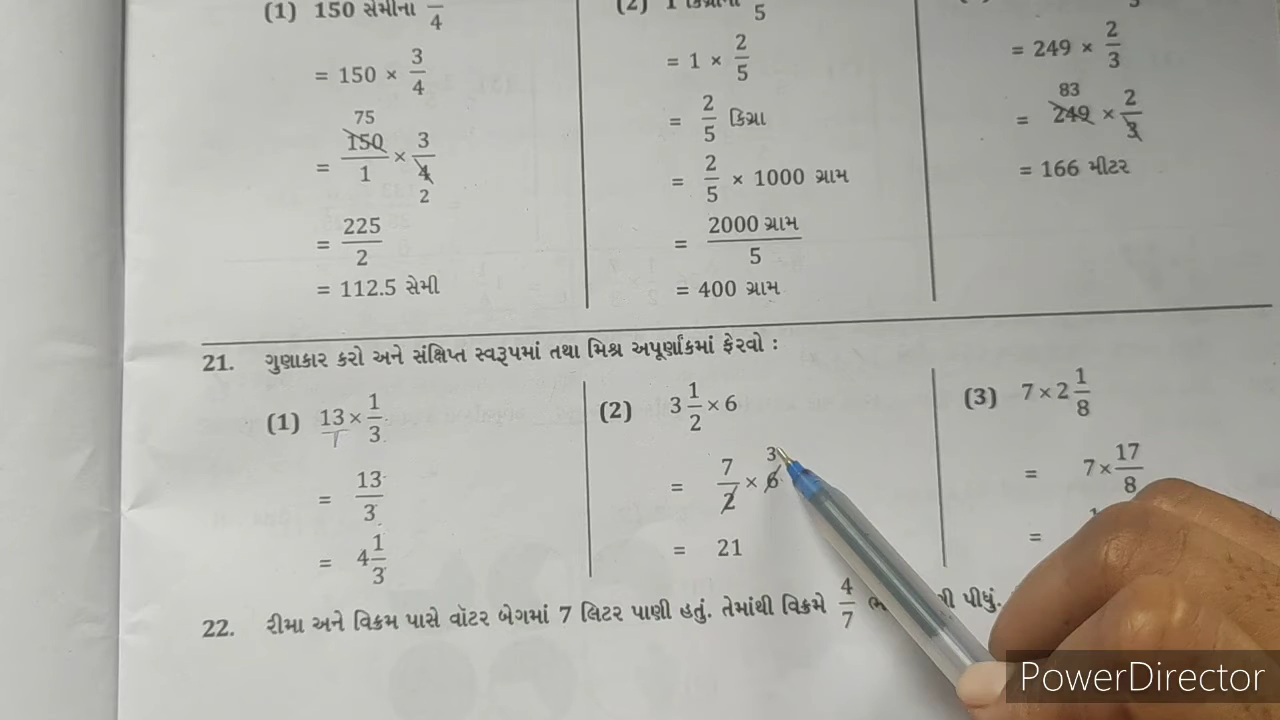 (1) 150 સેમીના 4
= 150 × 3/4
75
= 150/1 × 3/4
2
= 225/2
= 112.5 સેમી
(2) 1 કિગ્રાના 5
= 1 × 2/5
= 2/5 કિગ્રા
= 2/5 × 1000 ગ્રામ
= 2000 ગ્રામ/5
= 400 ગ્રામ
= 249 × 2/3
83
= 249 × 2/3
= 166 મીટર
21. ગુણાકાર કરો અને સંક્ષિપ્ત સ્વરૂપમાં તથા મિશ્ર અપૂર્ણાંકમાં ફેરવો :
(1) 13 × 1/3
1
= 13/3
= 4 1/3
(2) 3 1/2 × 6
3
= 7/2 × 6
= 21
(3) 7 × 2 1/8
= 7 × 17/8
=
22. રીમા અને વિક્રમ પાસે વૉટર બેગમાં 7 લિટર પાણી હતું. તેમાંથી વિક્રમે 4/7 પીધું.
PowerDirector